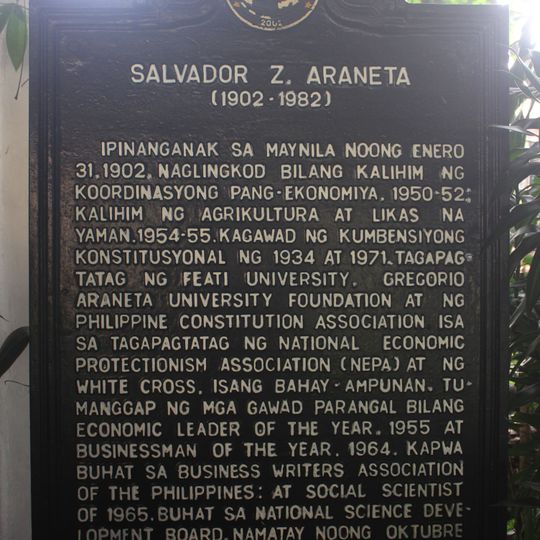 2001
SALVADOR Z. ARANETA
(1902-1982)
IPINANGANAK SA MAYNILA NOONG ENERO
31, 1902. NAGLINGKOD BILANG KALIHIM NG
KOORDINASYONG PANG-EKONOMIYA, 1950-52;
KALIHIM NG AGRIKULTURA AT LIKAS NA
YAMAN, 1954-55. KAGAWAD NG KUMBENSIYONG
KONSTITUSYONAL NG 1934 AT 1971. TAGAPAG-
TATAG NG FEATI UNIVERSITY, GREGORIO
ARANETA UNIVERSITY FOUNDATION AT NG
PHILIPPINE CONSTITUTION ASSOCIATION ISA
SA TAGAPAGTATAG NG NATIONAL ECONOMIC
PROTECTIONISM ASSOCIATION (NEPA) AT NG
WHITE CROSS, ISANG BAHAY-AMPUNAN. TU-
MANGGAP NG MGA GAWAD PARANGAL BILANG
ECONOMIC LEADER OF THE YEAR, 1955 AT
BUSINESSMAN OF THE YEAR, 1964. KAPWA
BUHAT SA BUSINESS WRITERS ASSOCIATION
OF THE PHILIPPINES; AT SOCIAL SCIENTIST
OF 1965. BUHAT SA NATIONAL SCIENCE DEVE-
LOPMENT BOARD. NAMATAY NOONG OKTUBRE